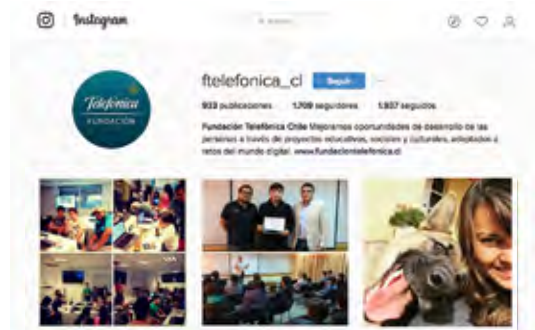 Instagram
ftelefonica_cl Seguir
933 publicaciones 1.709 seguidores 1.937 seguidos
Telefónica
FUNDACIÓN
Fundación Telefónica Chile Mejoramos oportunidades de desarrollo de las
personas a través de proyectos educativos, sociales y culturales, adaptados a
retos del mundo digital. www.fundaciontelefonica.cl